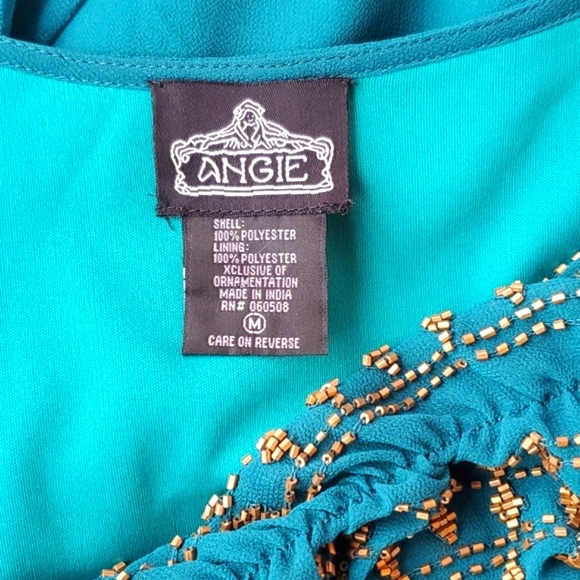 ANGIE
SHELL:
100% POLYESTER
LINING:
100% POLYESTER
XCLUSIVE OF
ORNAMENTATION
MADE IN INDIA
RN# 060508
M
CARE ON REVERSE